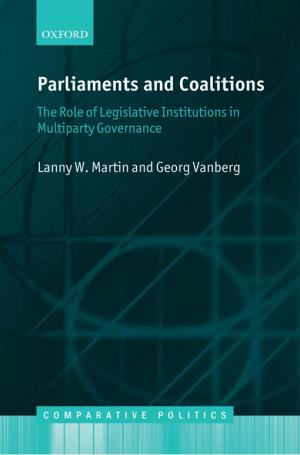 OXFORD
Parliaments and Coalitions
The Role of Legislative Institutions in
Multiparty Governance
Lanny W. Martin and Georg Vanberg
COMPARATIVE POLITICS